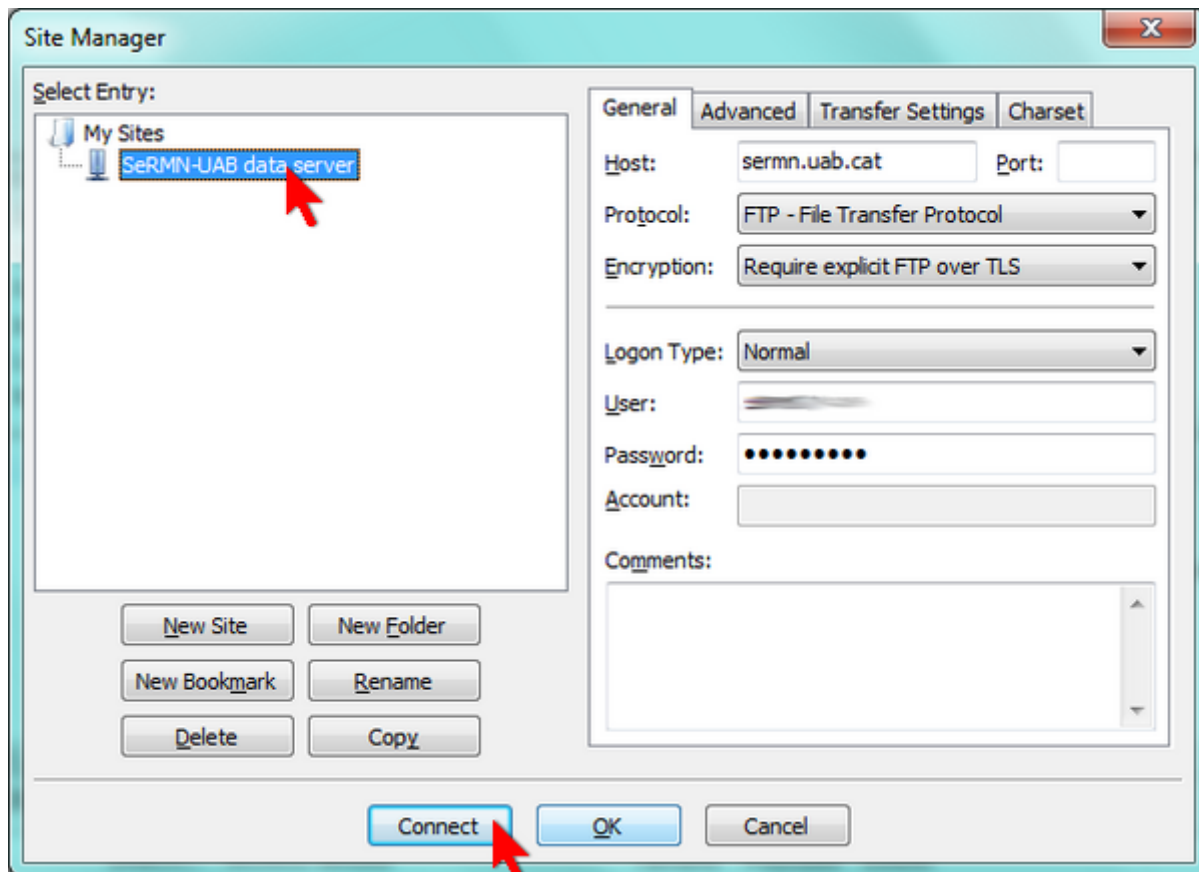 Site Manager
Select Entry:
My Sites
SeRMN-UAB data server
New Site New Folder
New Bookmark Rename
Delete Copy
General Advanced Transfer Settings Charset
Host: sermn.uab.cat Port:
Protocol: FTP - File Transfer Protocol
Encryption: Require explicit FTP over TLS
Logon Type: Normal
User:
Password: •••••••••
Account:
Comments:
Connect OK Cancel